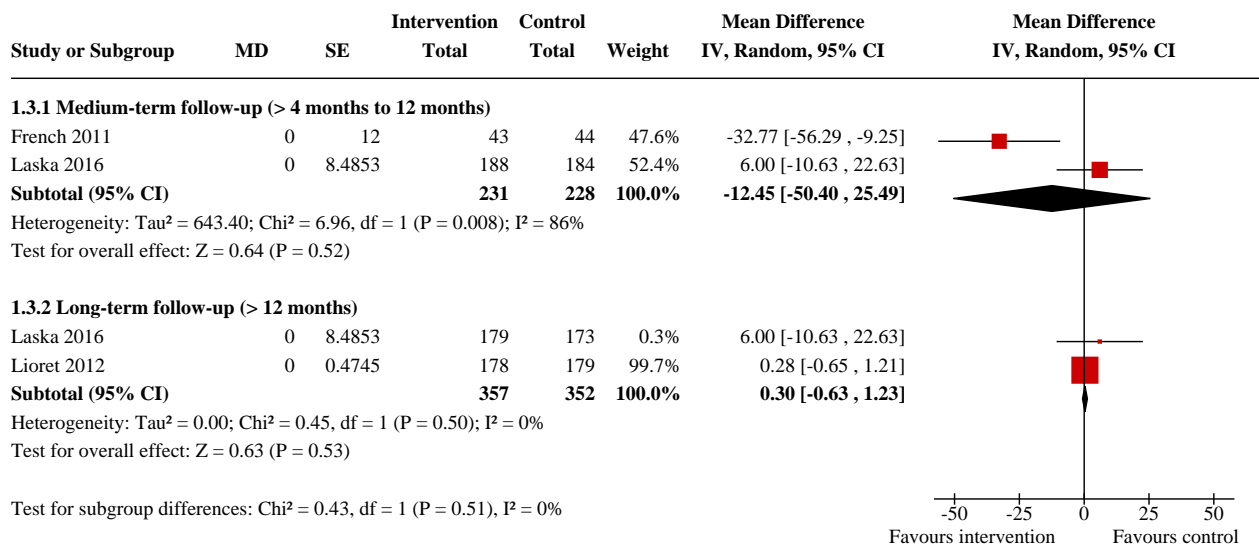 Intervention Control Mean Difference Mean Difference
Study or Subgroup MD SE Total Total Weight IV, Random, 95% CI IV, Random, 95% CI
1.3.1 Medium-term follow-up (> 4 months to 12 months)
French 2011 0 12 43 44 47.6% -32.77 [-56.29 , -9.25]
Laska 2016 0 8.4853 188 184 52.4% 6.00 [-10.63 , 22.63]
Subtotal (95% CI) 231 228 100.0% -12.45 [-50.40 , 25.49]
Heterogeneity: Tau² = 643.40; Chi² = 6.96, df = 1 (P = 0.008); I² = 86%
Test for overall effect: Z = 0.64 (P = 0.52)
1.3.2 Long-term follow-up (> 12 months)
Laska 2016 0 8.4853 179 173 0.3% 6.00 [-10.63 , 22.63]
Lioret 2012 0 0.4745 178 179 99.7% 0.28 [-0.65 , 1.21]
Subtotal (95% CI) 357 352 100.0% 0.30 [-0.63 , 1.23]
Heterogeneity: Tau² = 0.00; Chi² = 0.45, df = 1 (P = 0.50); I² = 0%
Test for overall effect: Z = 0.63 (P = 0.53)
Test for subgroup differences: Chi² = 0.43, df = 1 (P = 0.51), I² = 0%
-50 -25 0 25 50
Favours intervention Favours control